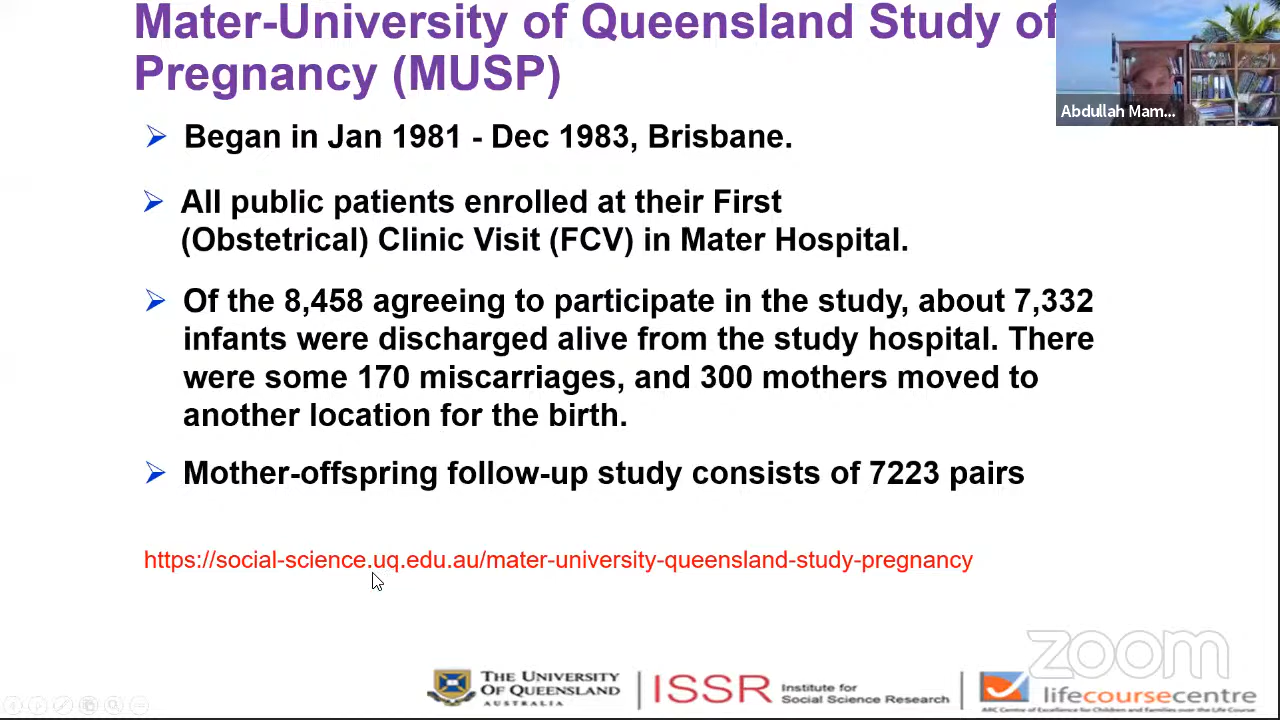 Mater-University of Queensland Study of
Pregnancy (MUSP)
Abdullah Mam...
Began in Jan 1981 - Dec 1983, Brisbane.
All public patients enrolled at their First
(Obstetrical) Clinic Visit (FCV) in Mater Hospital.
Of the 8,458 agreeing to participate in the study, about 7,332
infants were discharged alive from the study hospital. There
were some 170 miscarriages, and 300 mothers moved to
another location for the birth.
Mother-offspring follow-up study consists of 7223 pairs
https://social-science.uq.edu.au/mater-university-queensland-study-pregnancy
zoom
THE UNIVERSITY
OF QUEENSLAND
AUSTRALIA
ISSR
Institute for
Social Science Research
lifecoursecentre
ARC Centre of Excellence for Children and Families over the Life Course